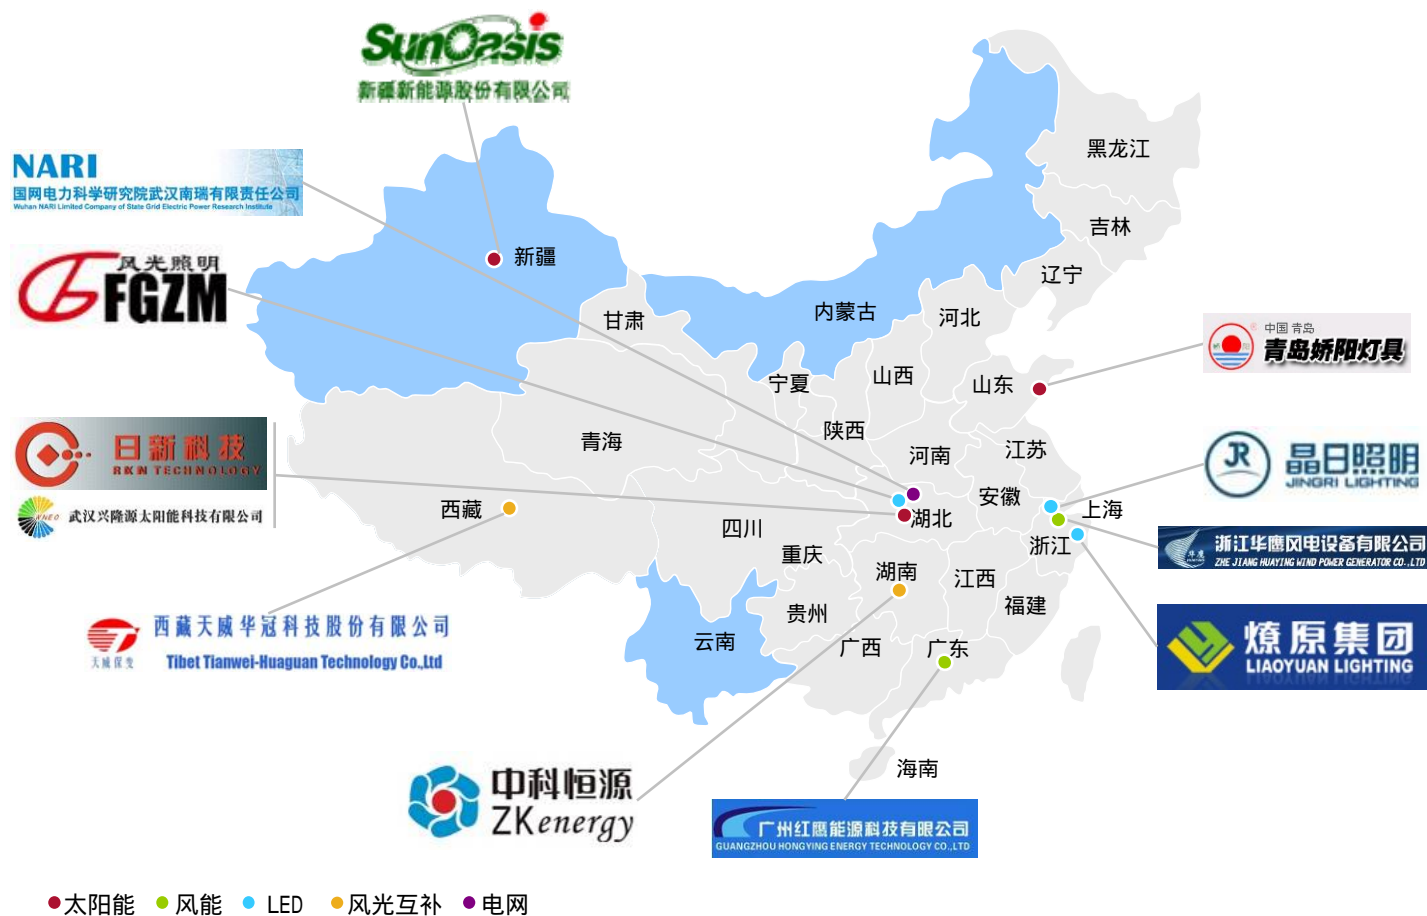 SunOasis
新疆新能源股份有限公司
NARI
国网电力科学研究院武汉南瑞有限责任公司
Wuhan NARI Limited Company of State Grid Electric Power Research Institute
风光照明
FGZM
日新科技
RIXIN TECHNOLOGY
武汉兴隆源太阳能科技有限公司
天威保变
西藏天威华冠科技股份有限公司
Tibet Tianwei-Huaguan Technology Co.,Ltd
中科恒源
ZKenergy
广州红鹰能源科技有限公司
GUANGZHOU HONGYING ENERGY TECHNOLOGY CO.,LTD
中国 青岛
青岛娇阳灯具
JR
晶日照明
JINGRI LIGHTING
华鹰
浙江华鹰风电设备有限公司
ZHE JIANG HUAYING WIND POWER GENERATOR CO.,LTD
燎原集团
LIAOYUAN LIGHTING
黑龙江
吉林
辽宁
新疆
内蒙古
河北
甘肃
山西
宁夏
山东
陕西
青海
河南
江苏
安徽
西藏
上海
湖北
四川
浙江
重庆
湖南
江西
福建
贵州
云南
广西
广东
海南
太阳能
风能
LED
风光互补
电网